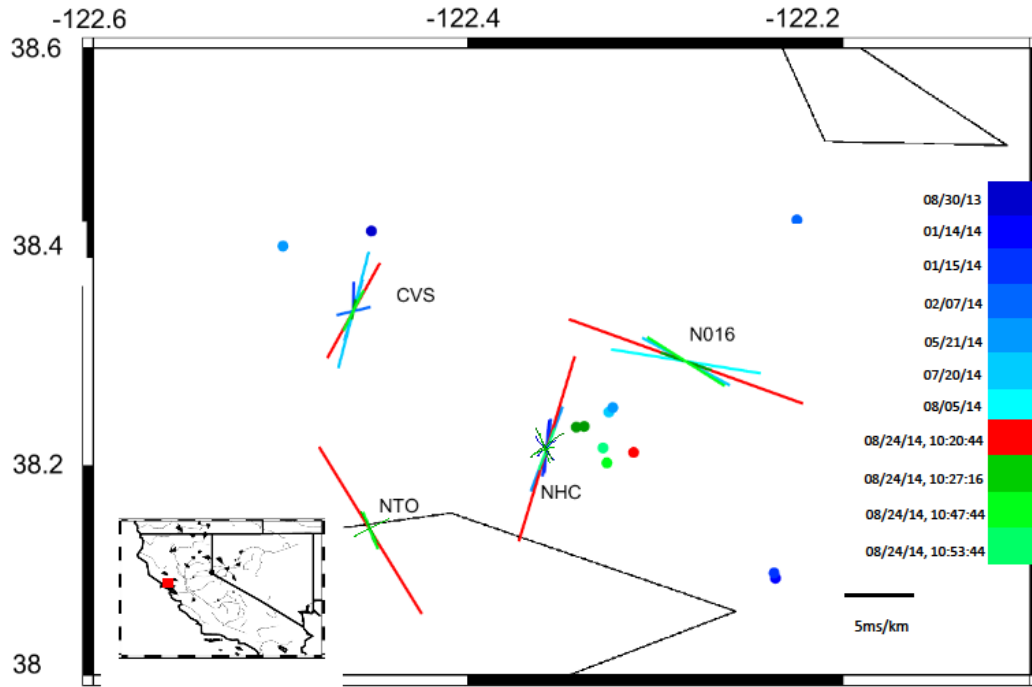 -122.6 -122.4 -122.2
38.6
38.4
38.2
38
CVS
N016
NHC
NTO
08/30/13
01/14/14
01/15/14
02/07/14
05/21/14
07/20/14
08/05/14
08/24/14, 10:20:44
08/24/14, 10:27:16
08/24/14, 10:47:44
08/24/14, 10:53:44
5ms/km